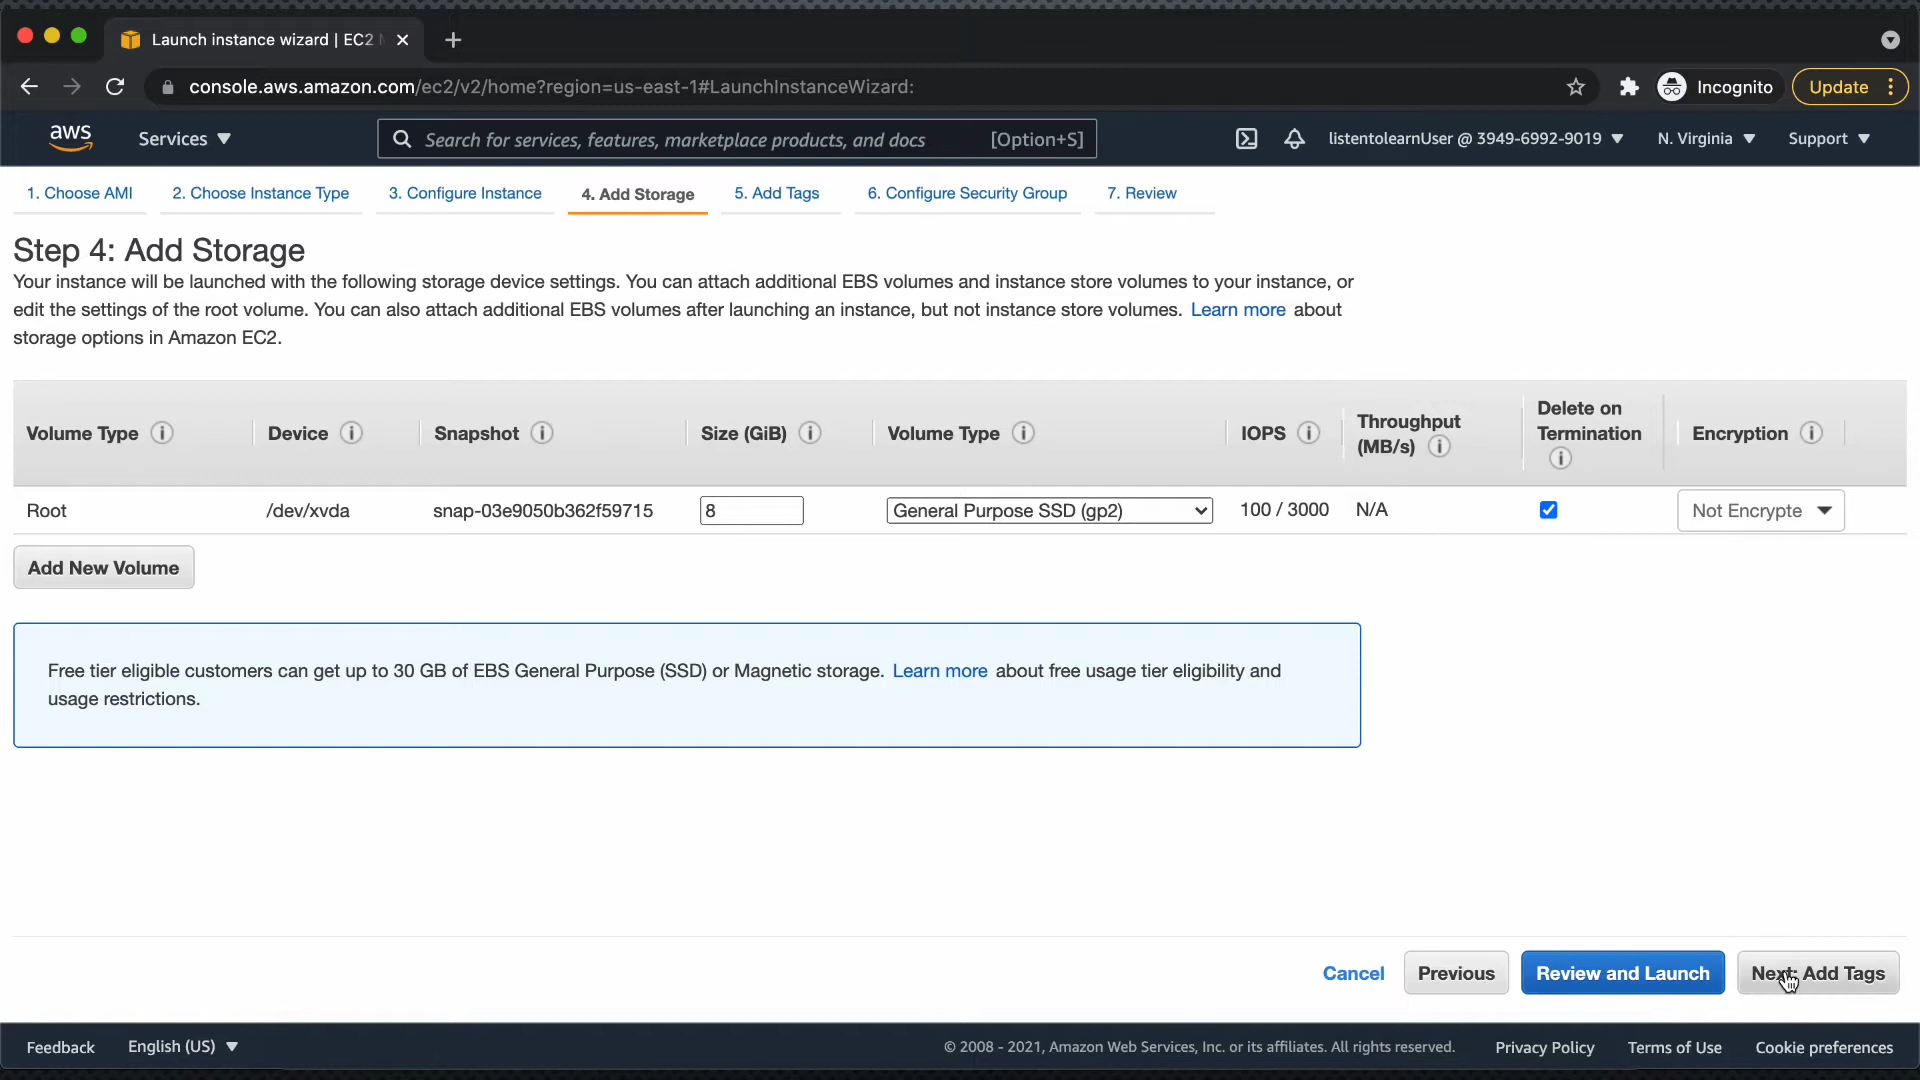 Launch instance wizard | EC2
console.aws.amazon.com/ec2/v2/home?region=us-east-1#LaunchInstanceWizard:
Incognito
Update
aws
Services
Search for services, features, marketplace products, and docs
[Option+S]
listentolearnUser @ 3949-6992-9019
N. Virginia
Support
1. Choose AMI
2. Choose Instance Type
3. Configure Instance
4. Add Storage
5. Add Tags
6. Configure Security Group
7. Review
Step 4: Add Storage
Your instance will be launched with the following storage device settings. You can attach additional EBS volumes and instance store volumes to your instance, or
edit the settings of the root volume. You can also attach additional EBS volumes after launching an instance, but not instance store volumes. Learn more about
storage options in Amazon EC2.
Volume Type
Device
Snapshot
Size (GiB)
Volume Type
IOPS
Throughput
(MB/s)
Delete on
Termination
Encryption
Root
/dev/xvda
snap-03e9050b362f59715
8
General Purpose SSD (gp2)
100 / 3000
N/A
Not Encrypte
Add New Volume
Free tier eligible customers can get up to 30 GB of EBS General Purpose (SSD) or Magnetic storage. Learn more about free usage tier eligibility and
usage restrictions.
Cancel
Previous
Review and Launch
Next: Add Tags
Feedback
English (US)
© 2008 - 2021, Amazon Web Services, Inc. or its affiliates. All rights reserved.
Privacy Policy
Terms of Use
Cookie preferences